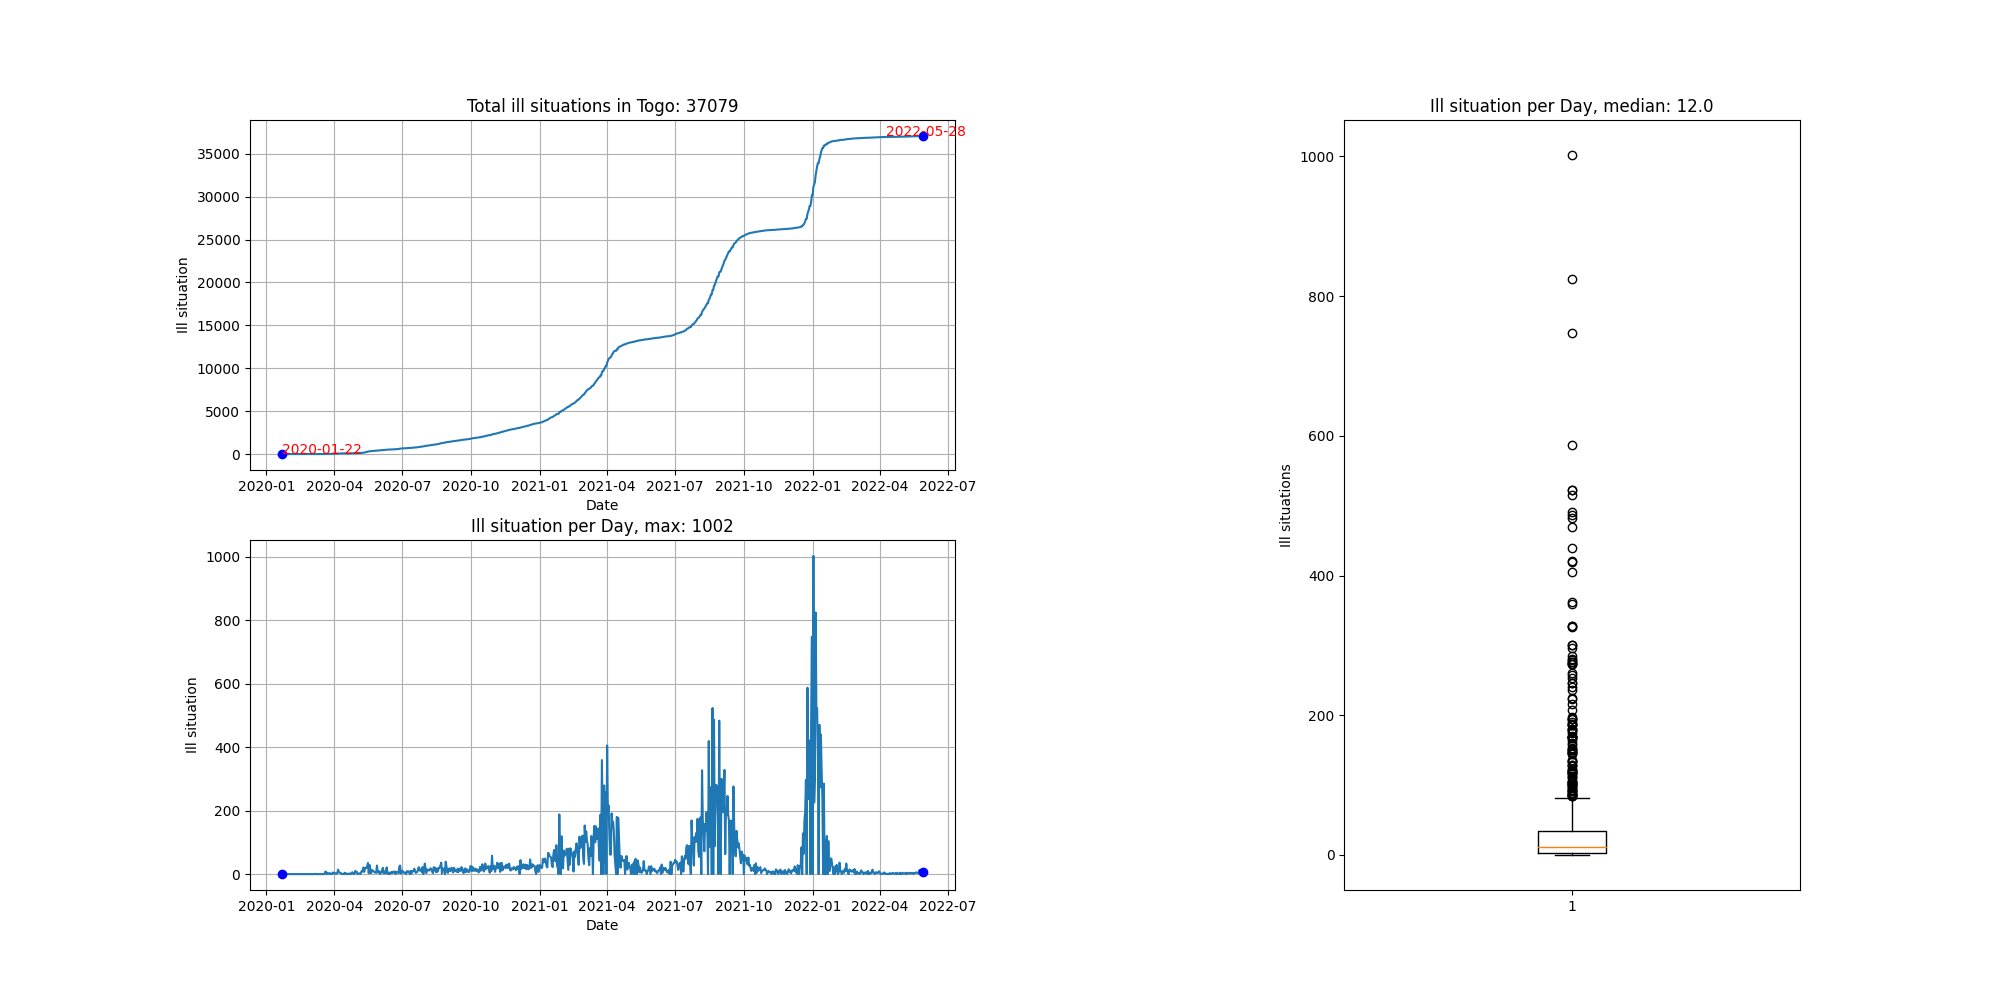 Total ill situations in Togo: 37079
Ill situation
35000
30000
25000
20000
15000
10000
5000
0
2020-01-22
2022-05-28
2020-01 2020-04 2020-07 2020-10 2021-01 2021-04 2021-07 2021-10 2022-01 2022-04 2022-07
Date
Ill situation per Day, max: 1002
Ill situation
1000
800
600
400
200
0
2020-01 2020-04 2020-07 2020-10 2021-01 2021-04 2021-07 2021-10 2022-01 2022-04 2022-07
Date
Ill situation per Day, median: 12.0
Ill situations
1000
800
600
400
200
0
1